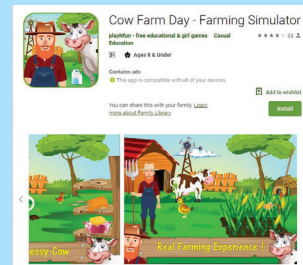 Cow Farm Day - Farming Simulator
playhfun - free educational & girl games Casual
Education
Ages 8 & Under
Contains ads
This app is compatible with all of your devices.
Add to wishlist
You can share this with your family. Learn
more about Family Library
Install
essy Cow
Real Farming Experience !